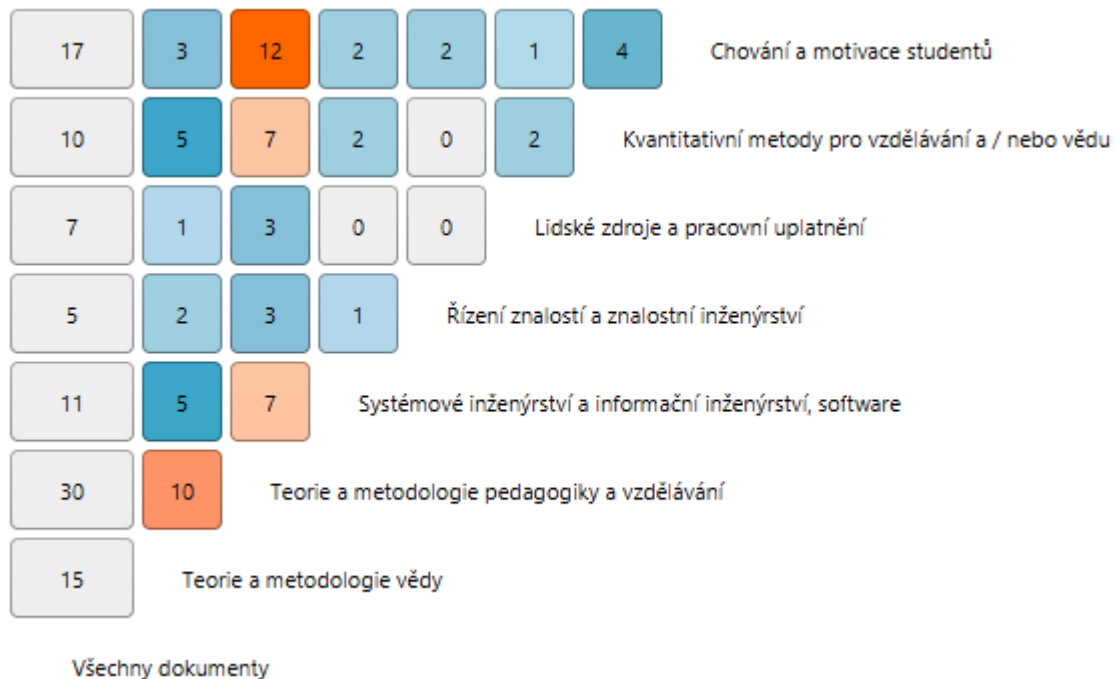 17 3 12 2 2 1 4 Chování a motivace studentů
10 5 7 2 0 2 Kvantitativní metody pro vzdělávání a / nebo vědu
7 1 3 0 0 Lidské zdroje a pracovní uplatnění
5 2 3 1 Řízení znalostí a znalostní inženýrství
11 5 7 Systémové inženýrství a informační inženýrství, software
30 10 Teorie a metodologie pedagogiky a vzdělávání
15 Teorie a metodologie vědy
Všechny dokumenty